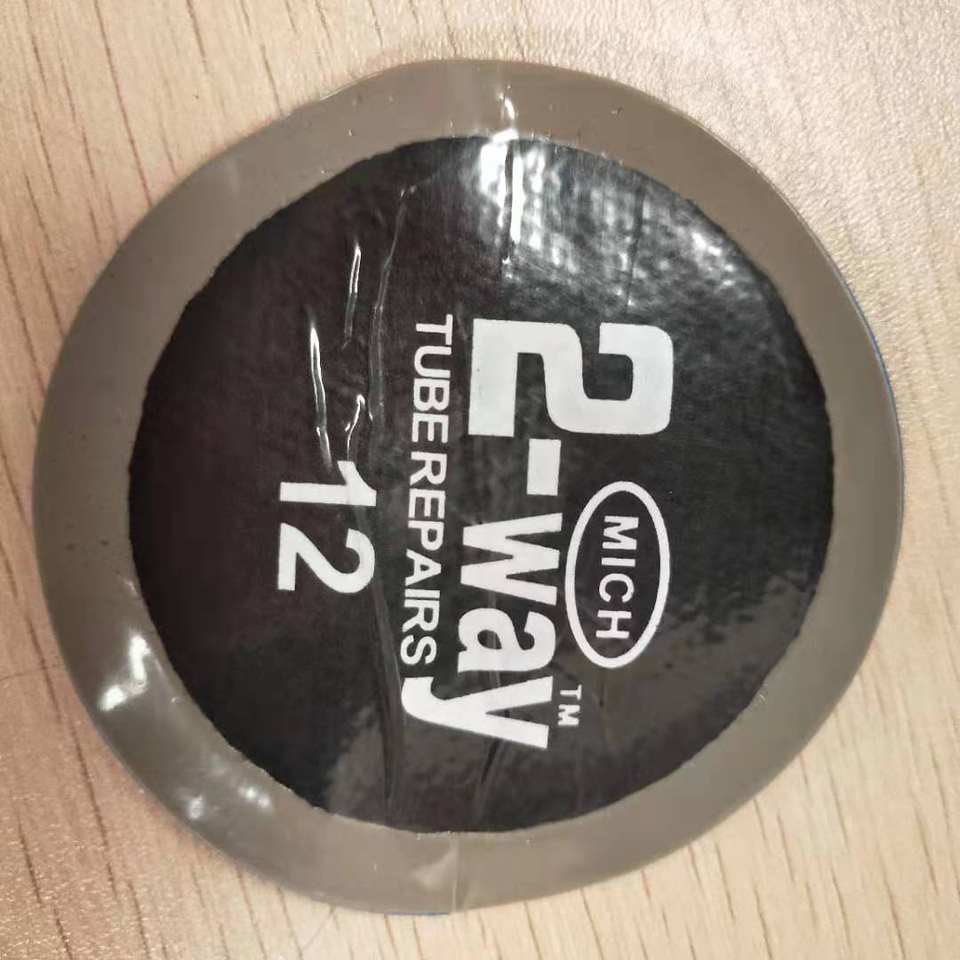 MICH
2-Way™
TUBE REPAIRS
12